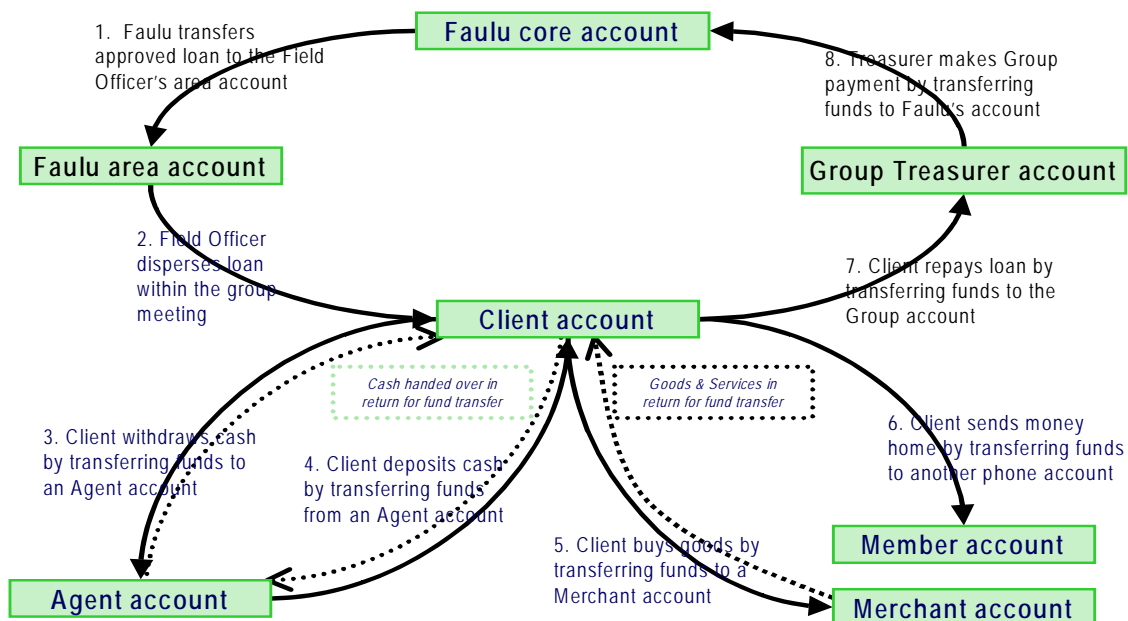 Faulu core account
1. Faulu transfers
approved loan to the Field
Officer's area account
8. Treasurer makes Group
payment by transferring
funds to Faulu's account
Faulu area account
Group Treasurer account
2. Field Officer
disperses loan
within the group
meeting
7. Client repays loan by
transferring funds to the
Group account
Client account
Cash handed over in
return for fund transfer
Goods & Services in
return for fund transfer
3. Client withdraws cash
by transferring funds to
an Agent account
4. Client deposits cash
by transferring funds
from an Agent account
6. Client sends money
home by transferring funds
to another phone account
5. Client buys goods by
transferring funds to a
Merchant account
Member account
Agent account
Merchant account